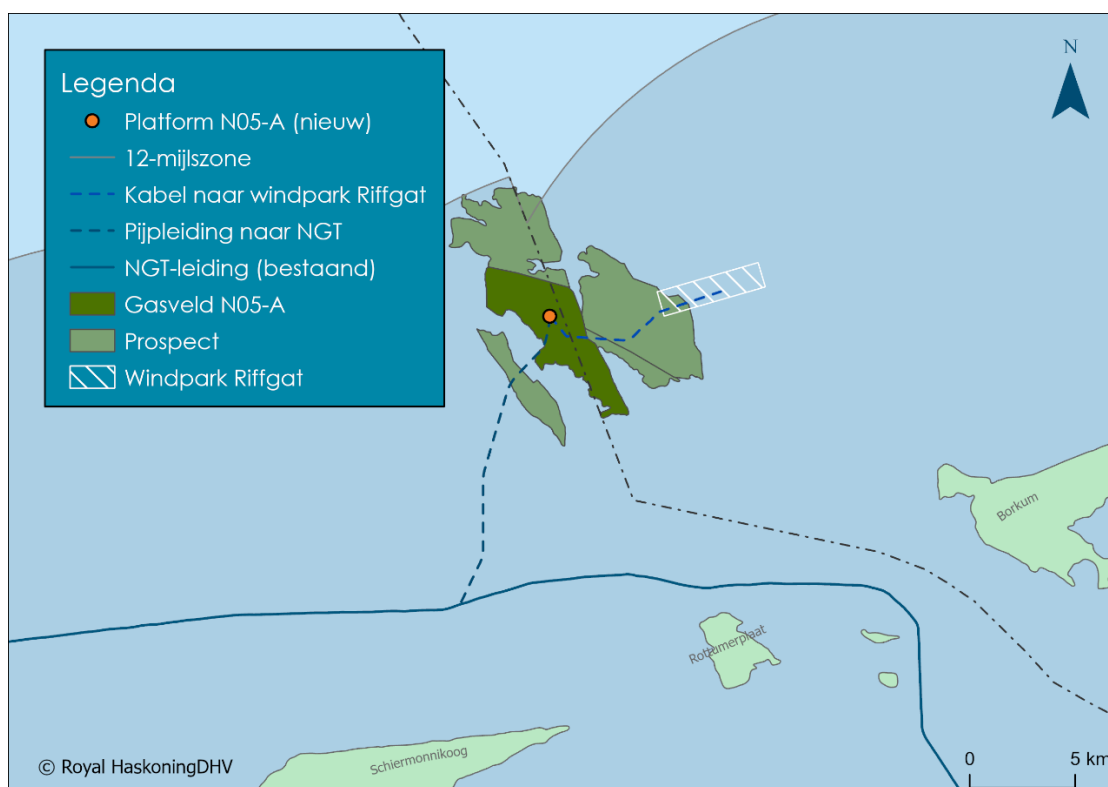 Legenda
Platform N05-A (nieuw)
12-mijlszone
Kabel naar windpark Riffgat
Pijpleiding naar NGT
NGT-leiding (bestaand)
Gasveld N05-A
Prospect
Windpark Riffgat
N
Borkum
Rottumerplaat
Schiermonnikoog
© Royal HaskoningDHV
0 5 km